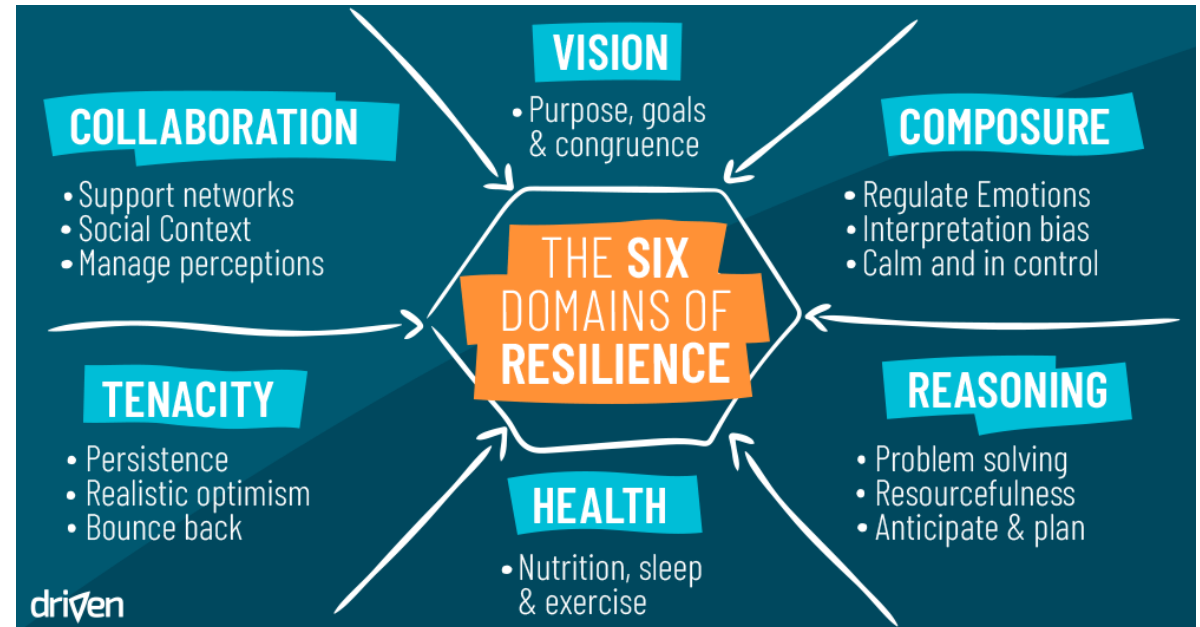 VISION
• Purpose, goals
& congruence
COLLABORATION
• Support networks
• Social Context
• Manage perceptions
COMPOSURE
• Regulate Emotions
• Interpretation bias
• Calm and in control
THE SIX
DOMAINS OF
RESILIENCE
TENACITY
• Persistence
• Realistic optimism
• Bounce back
REASONING
• Problem solving
• Resourcefulness
• Anticipate & plan
HEALTH
• Nutrition, sleep
& exercise
driven